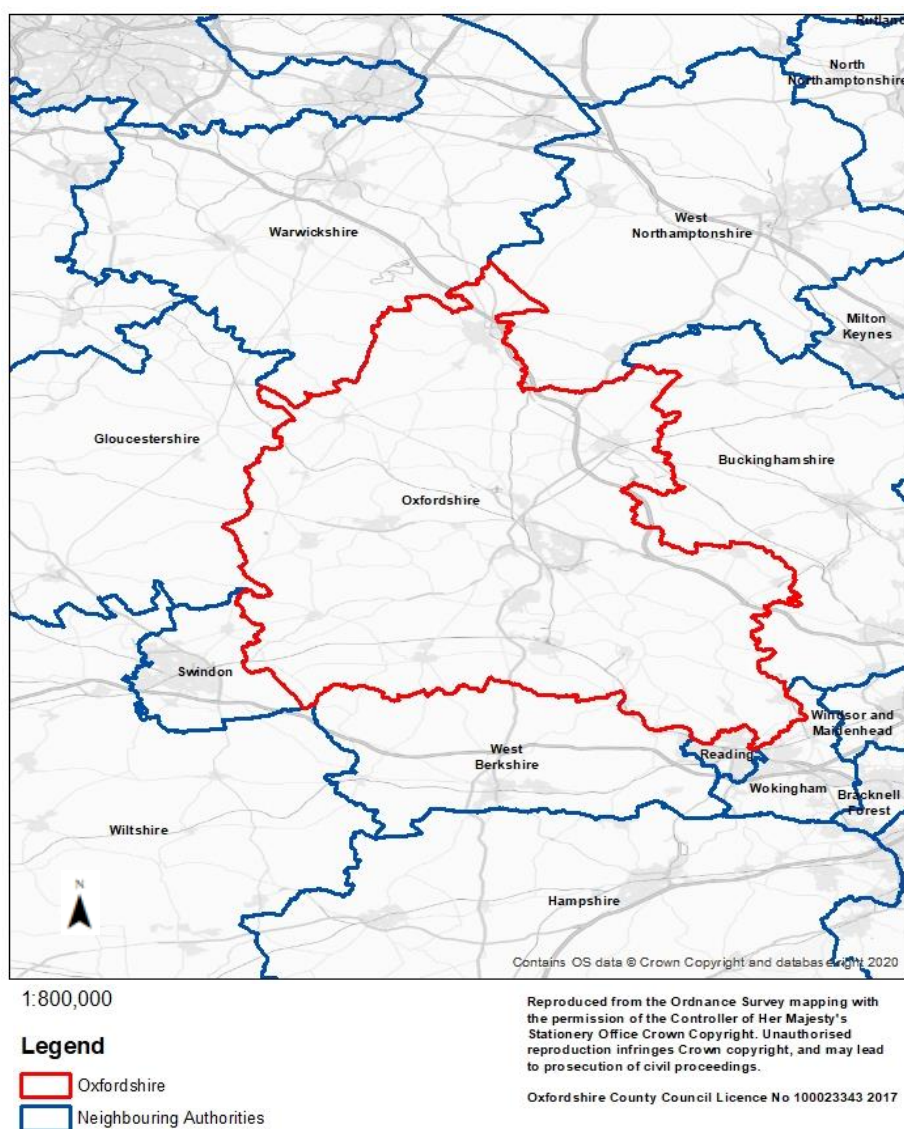 Rutland
North
Northamptonshire
West
Northamptonshire
Warwickshire
Milton
Keynes
Gloucestershire
Buckinghamshire
Oxfordshire
Swindon
Windsor and
Maidenhead
West
Berkshire
Reading
Wokingham
Bracknell
Forest
Wiltshire
Hampshire
N
Contains OS data © Crown Copyright and database right 2020
1:800,000
Legend
Oxfordshire
Neighbouring Authorities
Reproduced from the Ordnance Survey mapping with
the permission of the Controller of Her Majesty's
Stationery Office Crown Copyright. Unauthorised
reproduction infringes Crown copyright, and may lead
to prosecution of civil proceedings.
Oxfordshire County Council Licence No 100023343 2017